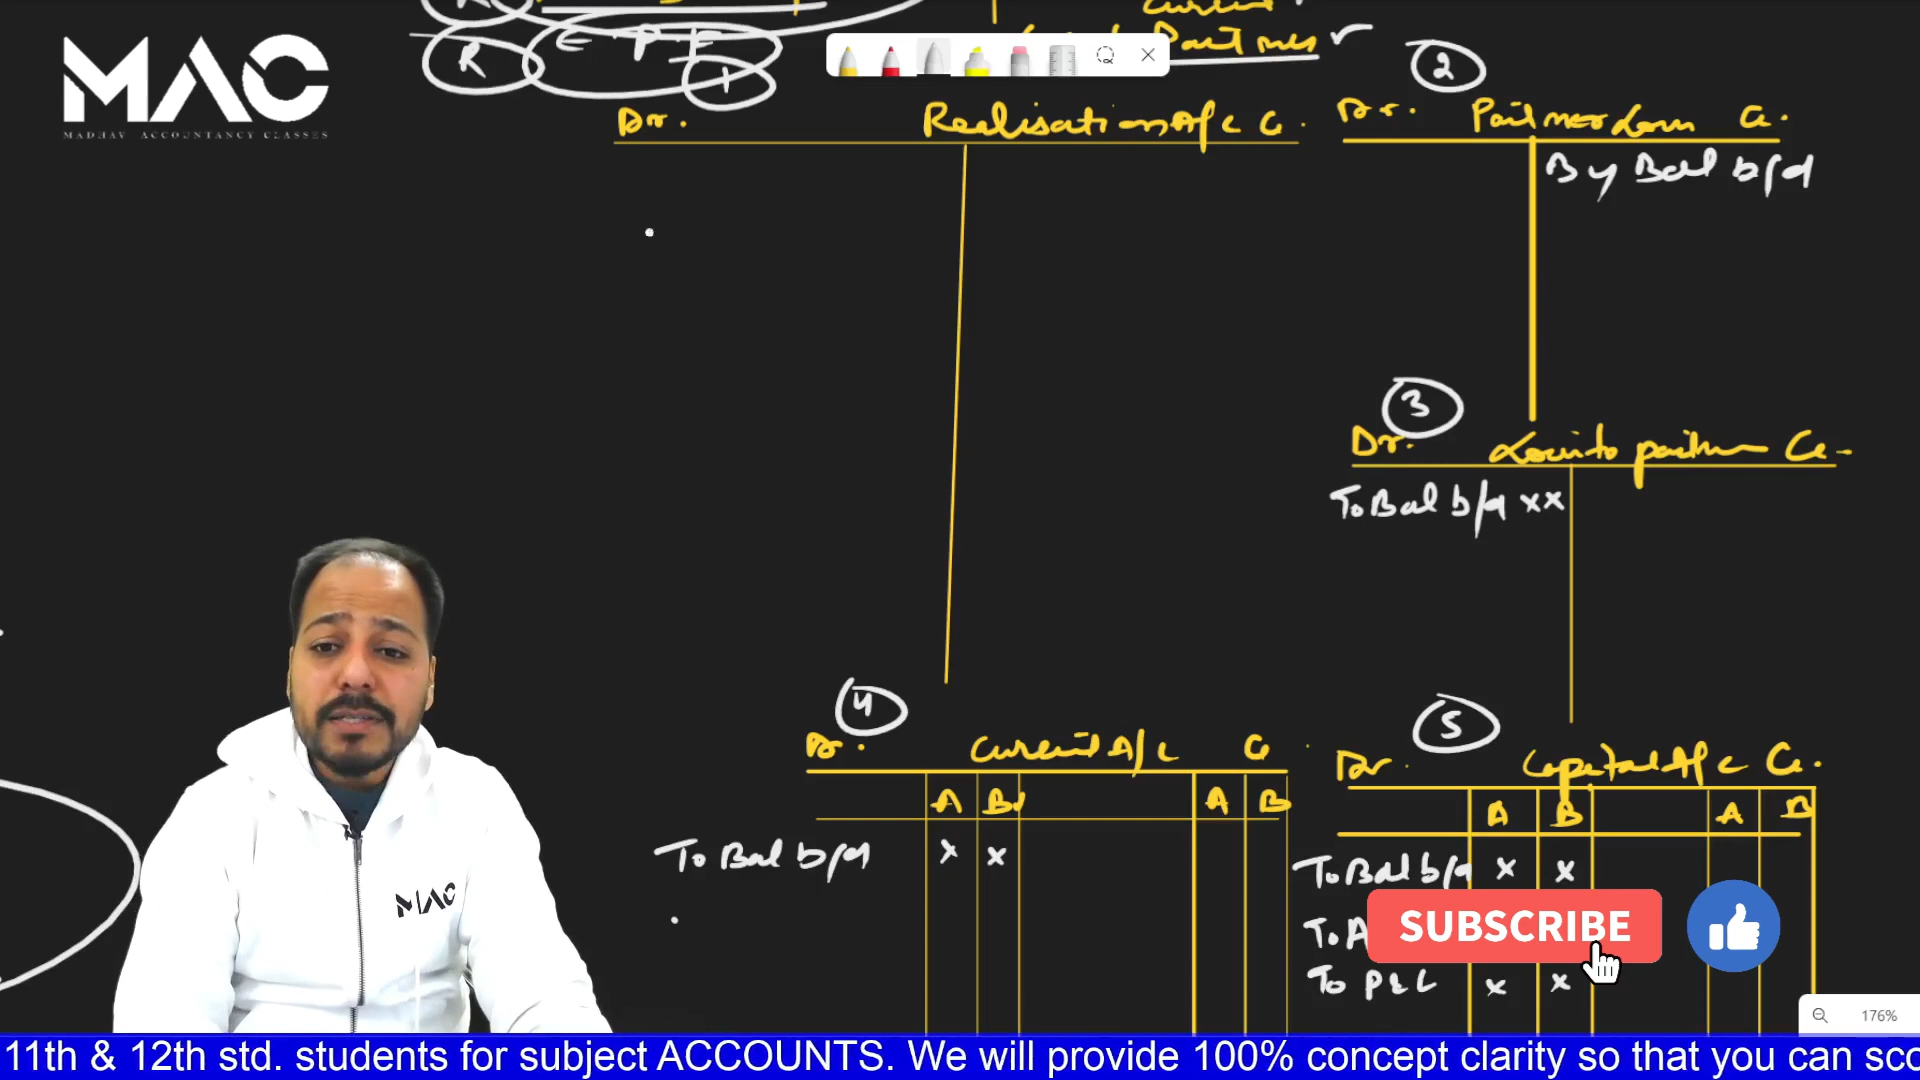 MAC
MADHAV ACCOUNTANCY CLASSES
R E P F
1
Partner
Dr. Realisation A/c Cr.
2
Dr. Partner Loan Cr.
By Bal b/d
3
Dr. Loan to partner Cr.
To Bal b/d xx
4
Dr. Current A/c Cr
A B A B
To Bal b/d x x
5
Dr. Capital A/c Cr.
A B A B
To Bal b/d x x
To A
To P&L x x
SUBSCRIBE
MAC
176%
11th & 12th std. students for subject ACCOUNTS. We will provide 100% concept clarity so that you can sco